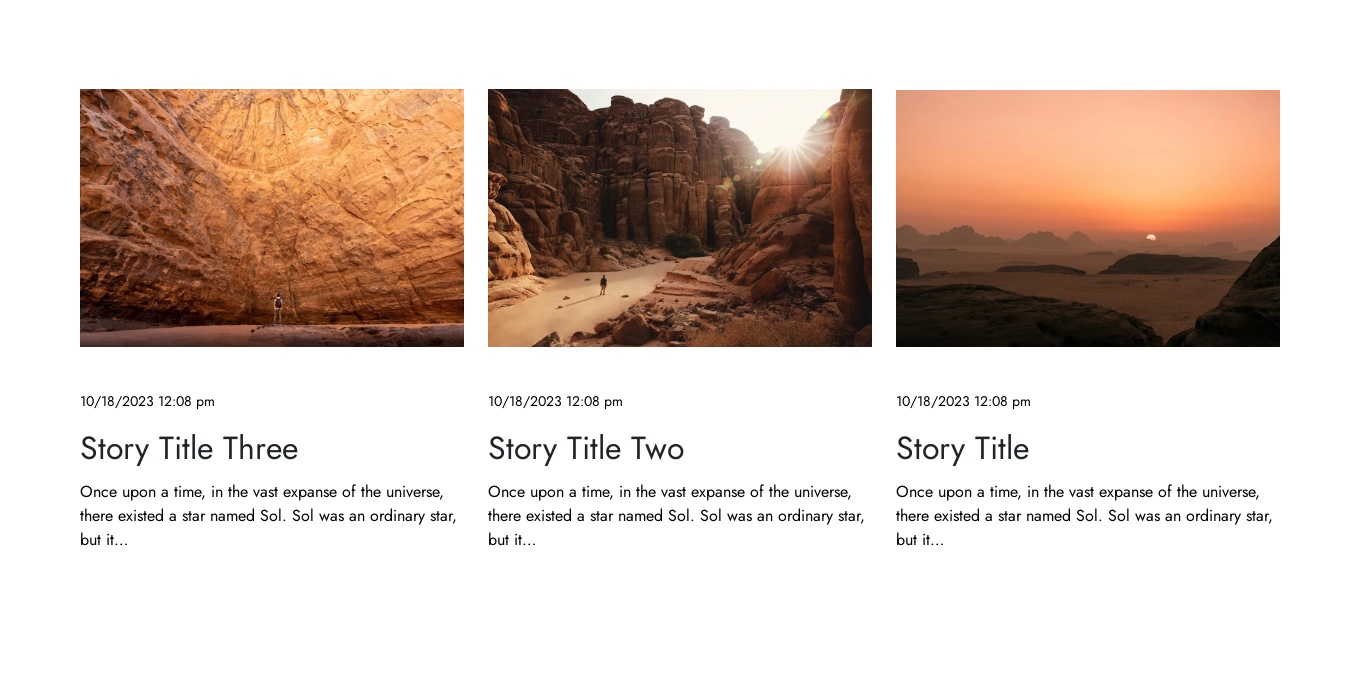 10/18/2023 12:08 pm
Story Title Three
Once upon a time, in the vast expanse of the universe,
there existed a star named Sol. Sol was an ordinary star,
but it...
10/18/2023 12:08 pm
Story Title Two
Once upon a time, in the vast expanse of the universe,
there existed a star named Sol. Sol was an ordinary star,
but it...
10/18/2023 12:08 pm
Story Title
Once upon a time, in the vast expanse of the universe,
there existed a star named Sol. Sol was an ordinary star,
but it...